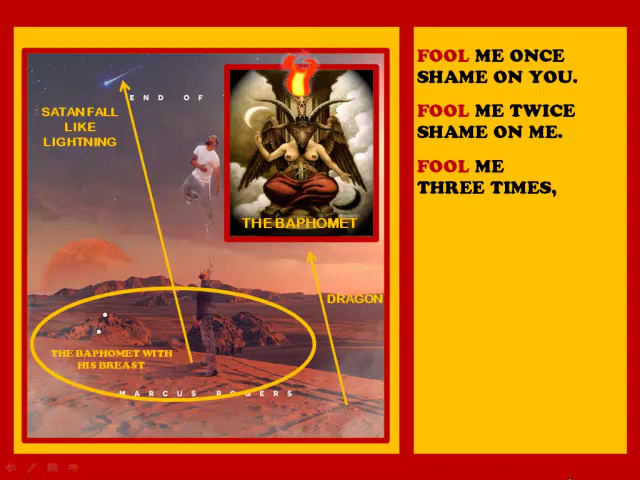 END OF
SATAN FALL
LIKE
LIGHTNING
THE BAPHOMET
DRAGON
THE BAPHOMET WITH
HIS BREAST
MARCUS ROGERS
FOOL ME ONCE
SHAME ON YOU.
FOOL ME TWICE
SHAME ON ME.
FOOL ME
THREE TIMES,